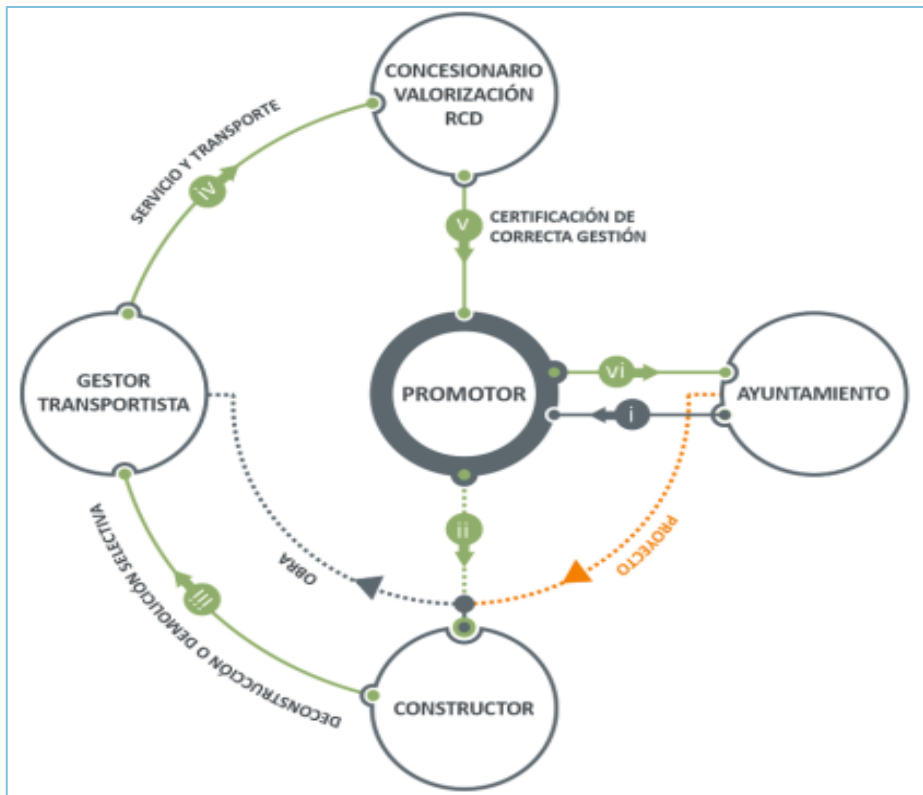 CONCESIONARIO
VALORIZACIÓN
RCD
SERVICIO Y TRANSPORTE
iv
v
CERTIFICACIÓN DE
CORRECTA GESTIÓN
GESTOR
TRANSPORTISTA
PROMOTOR
vi
i
AYUNTAMIENTO
ii
PROYECTO
OBRA
iii
DECONSTRUCCIÓN O DEMOLICIÓN SELECTIVA
CONSTRUCTOR